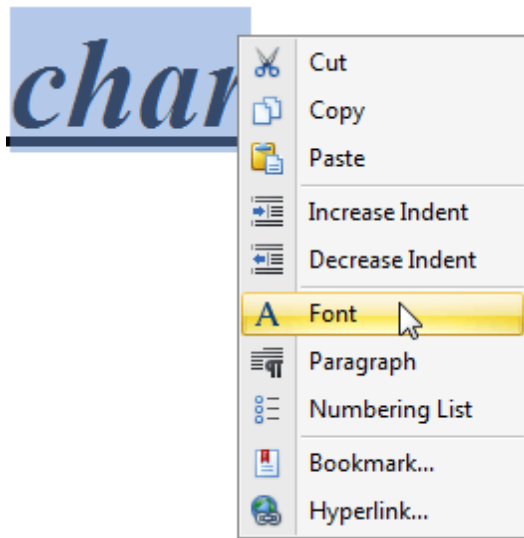 char
Cut
Copy
Paste
Increase Indent
Decrease Indent
Font
Paragraph
Numbering List
Bookmark...
Hyperlink...